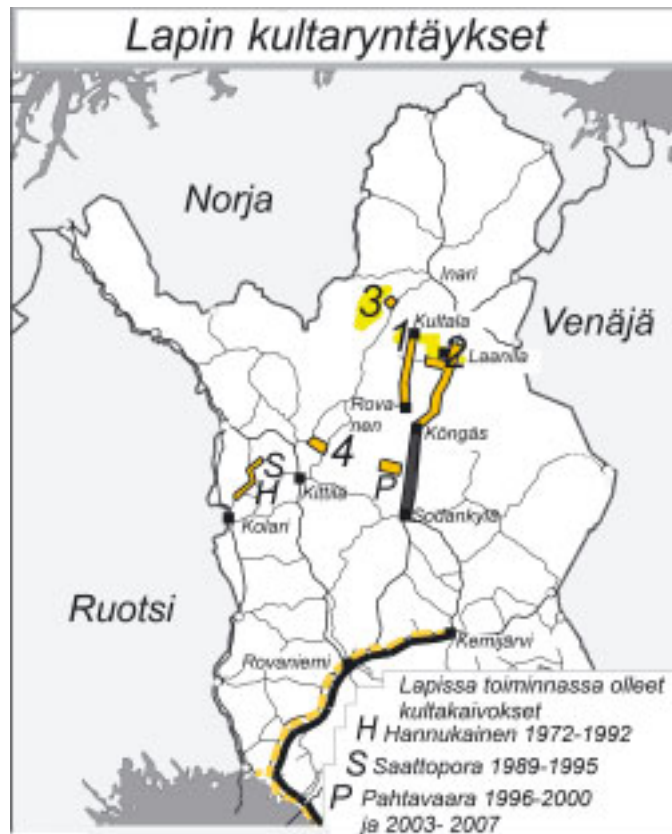 Lapin kultaryntäykset
Norja
Inari
3
Kultala
Venäjä
1
2
Laanila
Rova-
nen
Köngäs
4
S
P
H
Kittilä
Sodankylä
Kolari
Ruotsi
Kemijärvi
Rovaniemi
Lapissa toiminnassa olleet
kultakaivokset
H Hannukainen 1972-1992
S Saattopora 1989-1995
P Pahtavaara 1996-2000
ja 2003- 2007